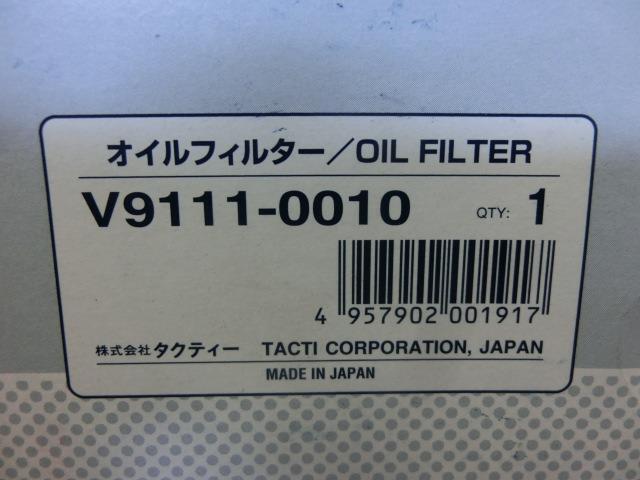 オイルフィルター/OIL FILTER
V9111-0010 QTY: 1
4 957902 001917
株式会社 タクティー TACTI CORPORATION, JAPAN
MADE IN JAPAN